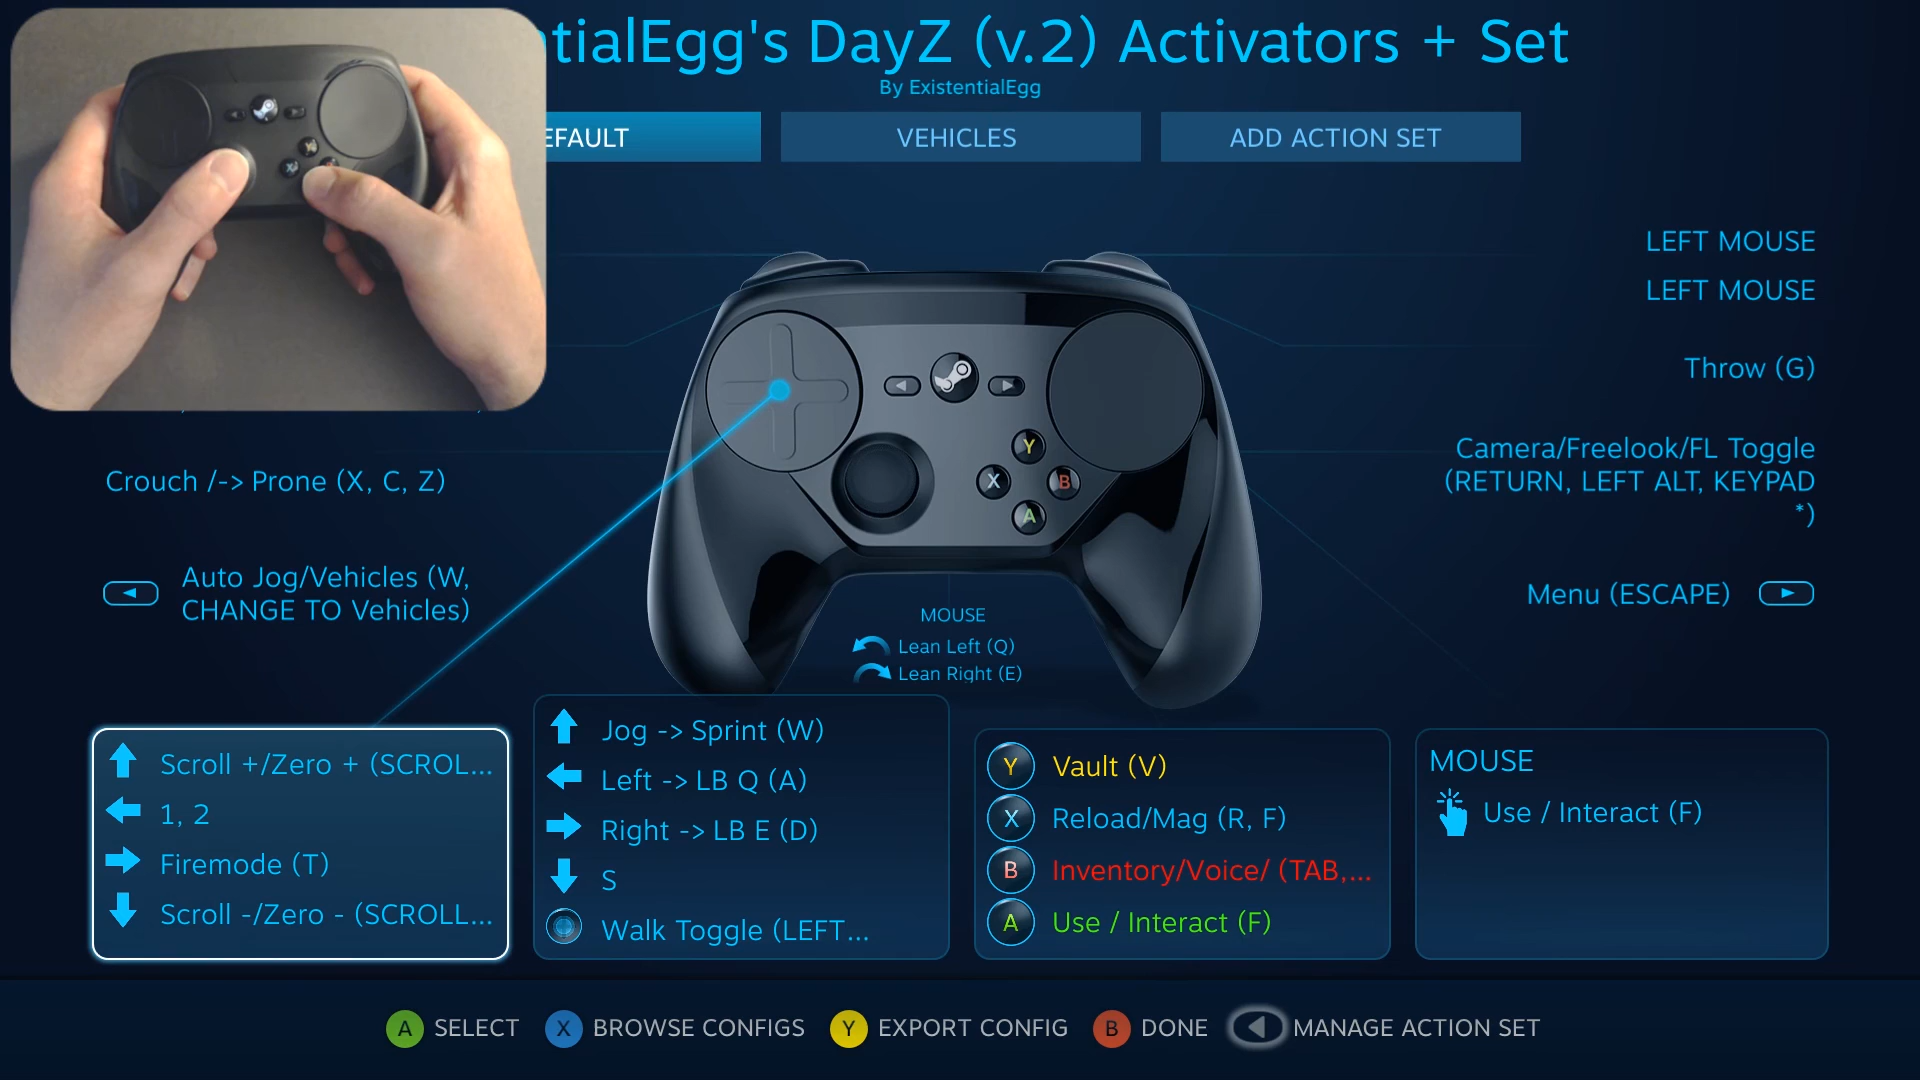 tialEgg's DayZ (v.2) Activators + Set
By ExistentialEgg
EFAULT
VEHICLES
ADD ACTION SET
LEFT MOUSE
LEFT MOUSE
Throw (G)
Camera/Freelook/FL Toggle
(RETURN, LEFT ALT, KEYPAD
*)
Crouch /-> Prone (X, C, Z)
Auto Jog/Vehicles (W,
CHANGE TO Vehicles)
Menu (ESCAPE)
Y
X
B
A
MOUSE
Lean Left (Q)
Lean Right (E)
Scroll +/Zero + (SCROL...
1, 2
Firemode (T)
Scroll -/Zero - (SCROLL...
Jog -> Sprint (W)
Left -> LB Q (A)
Right -> LB E (D)
S
Walk Toggle (LEFT...
Y Vault (V)
X Reload/Mag (R, F)
B Inventory/Voice/ (TAB,...
A Use / Interact (F)
MOUSE
Use / Interact (F)
A SELECT
X BROWSE CONFIGS
Y EXPORT CONFIG
B DONE
MANAGE ACTION SET